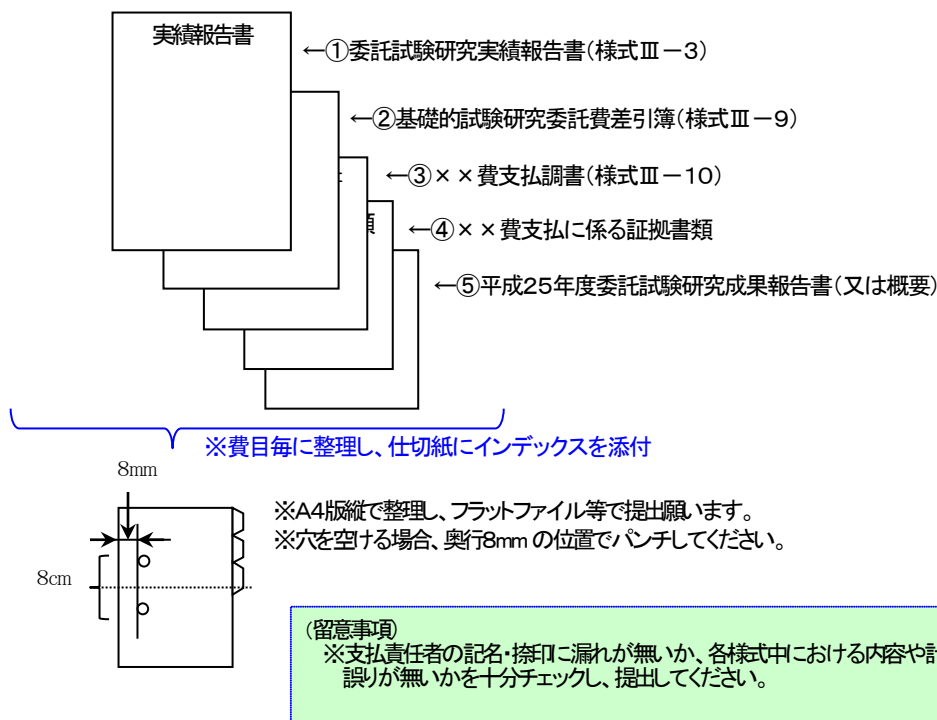 実績報告書
←①委託試験研究実績報告書(様式Ⅲ－3)
←②基礎的試験研究委託費差引簿(様式Ⅲ－9)
←③××費支払調書(様式Ⅲ－10)
←④××費支払に係る証拠書類
←⑤平成25年度委託試験研究成果報告書(又は概要)
※費目毎に整理し、仕切紙にインデックスを添付
8mm
※A4版縦で整理し、フラットファイル等で提出願います。
※穴を空ける場合、奥行8mmの位置でパンチしてください。
8cm
(留意事項)
※支払責任者の記名・捺印に漏れが無いか、各様式中における内容や
誤りが無いかを十分チェックし、提出してください。